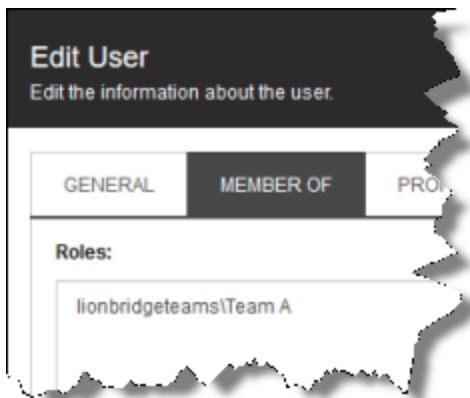 Edit User
Edit the information about the user.
GENERAL MEMBER OF
Roles:
lionbridgeteams\Team A